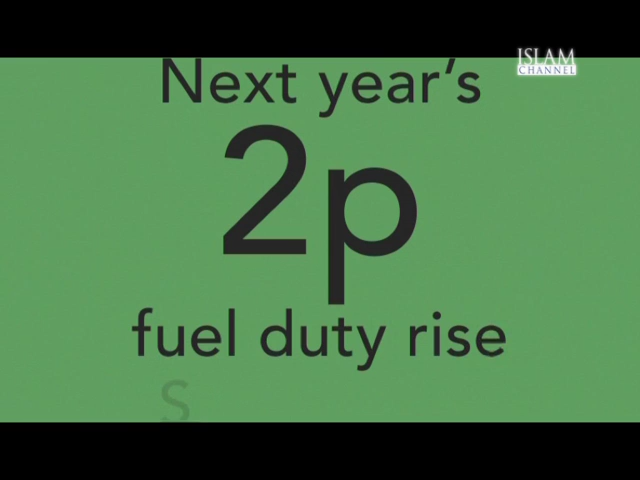 ISLAM
CHANNEL
Next year's
2p
fuel duty rise
s